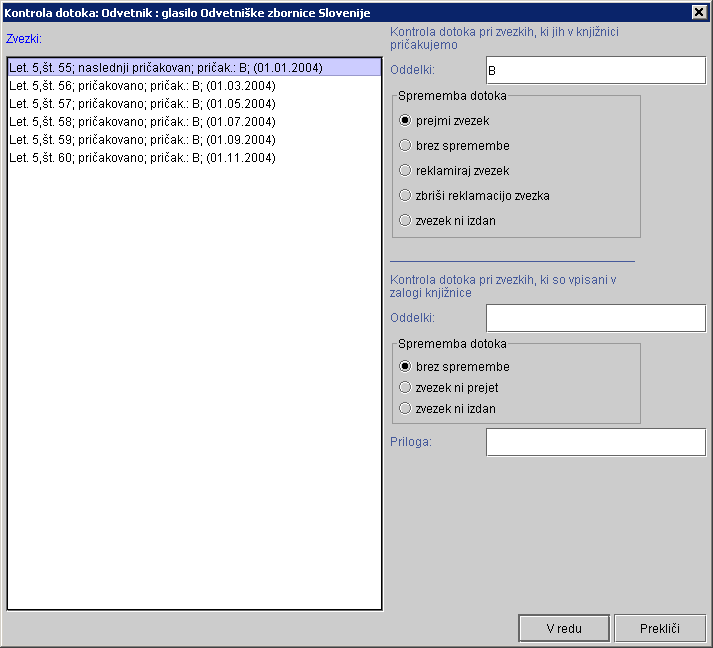 Kontrola dotoka: Odvetnik : glasilo Odvetniške zbornice Slovenije
Zvezki:
Let. 5,št. 55; naslednji pričakovan; pričak.: B; (01.01.2004)
Let. 5,št. 56; pričakovano; pričak.: B; (01.03.2004)
Let. 5,št. 57; pričakovano; pričak.: B; (01.05.2004)
Let. 5,št. 58; pričakovano; pričak.: B; (01.07.2004)
Let. 5,št. 59; pričakovano; pričak.: B; (01.09.2004)
Let. 5,št. 60; pričakovano; pričak.: B; (01.11.2004)
Kontrola dotoka pri zvezkih, ki jih v knjižnici
pričakujemo
Oddelki: B
Sprememba dotoka
prejmi zvezek
brez spremembe
reklamiraj zvezek
zbriši reklamacijo zvezka
zvezek ni izdan
Kontrola dotoka pri zvezkih, ki so vpisani v
zalogi knjižnice
Oddelki:
Sprememba dotoka
brez spremembe
zvezek ni prejet
zvezek ni izdan
Priloga:
V redu
Prekliči